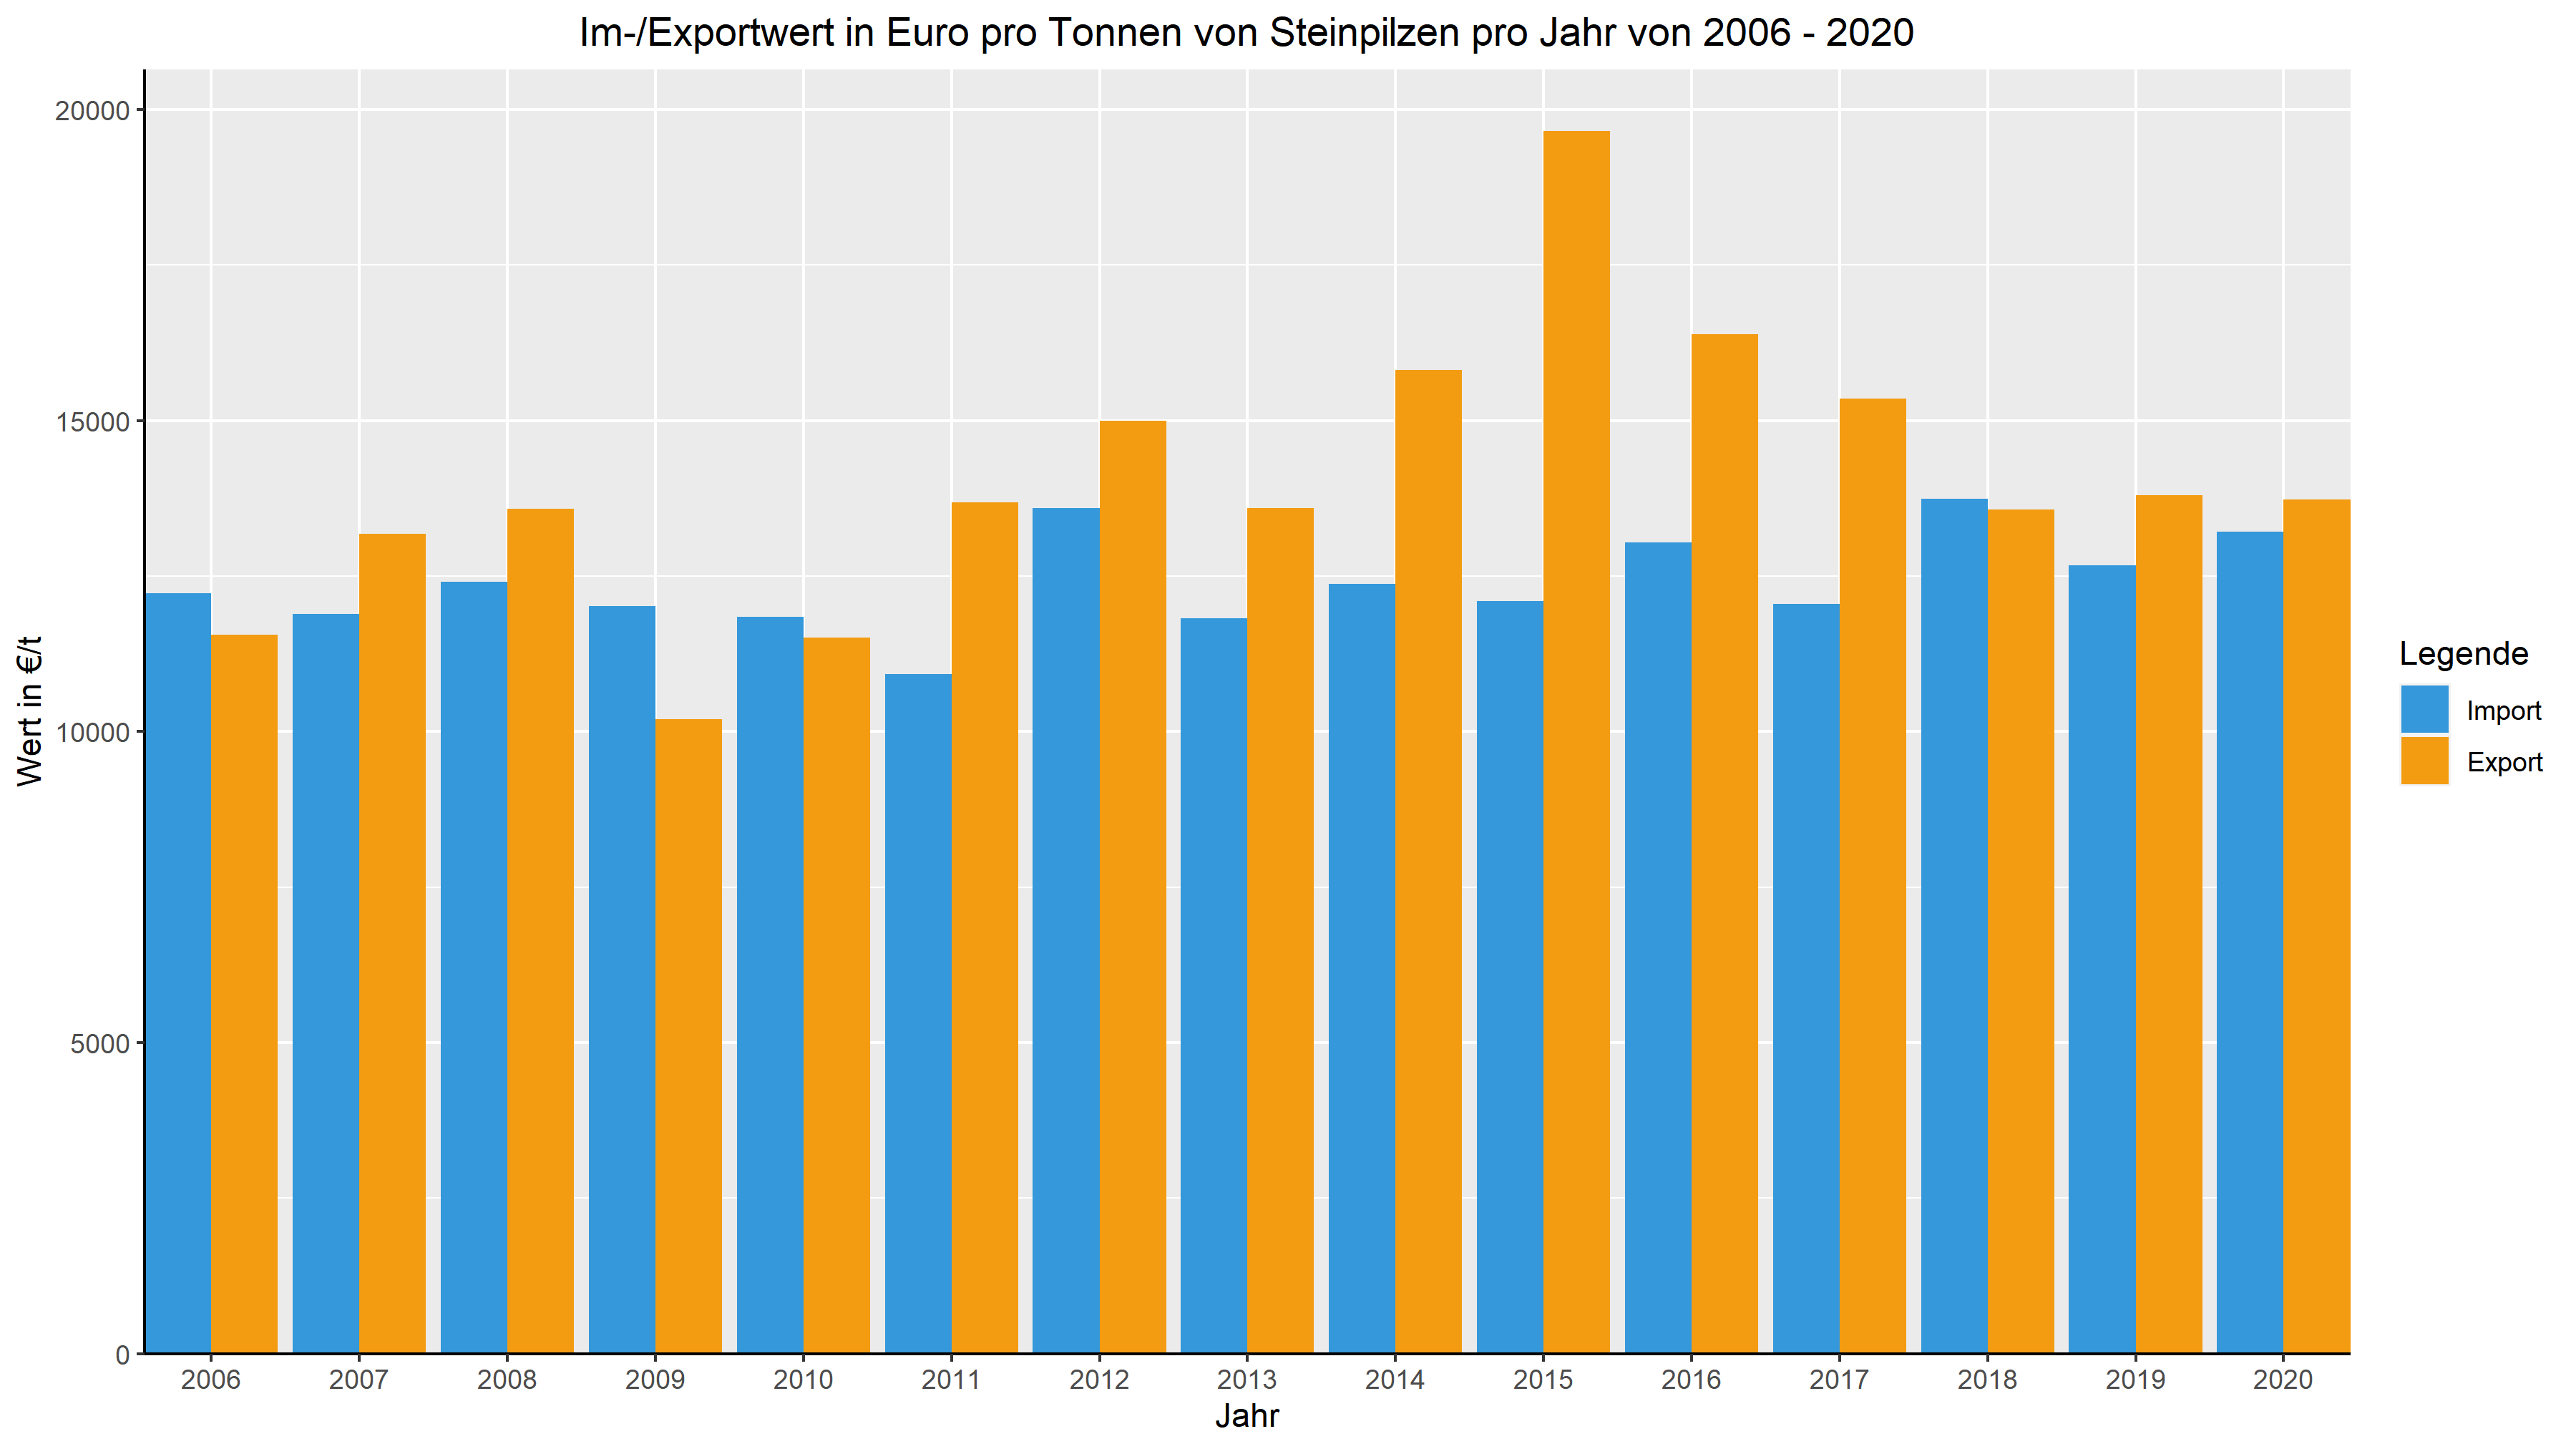 Im-/Exportwert in Euro pro Tonnen von Steinpilzen pro Jahr von 2006 - 2020
Wert in €/t
20000
15000
10000
5000
0
2006 2007 2008 2009 2010 2011 2012 2013 2014 2015 2016 2017 2018 2019 2020
Jahr
Legende
Import
Export